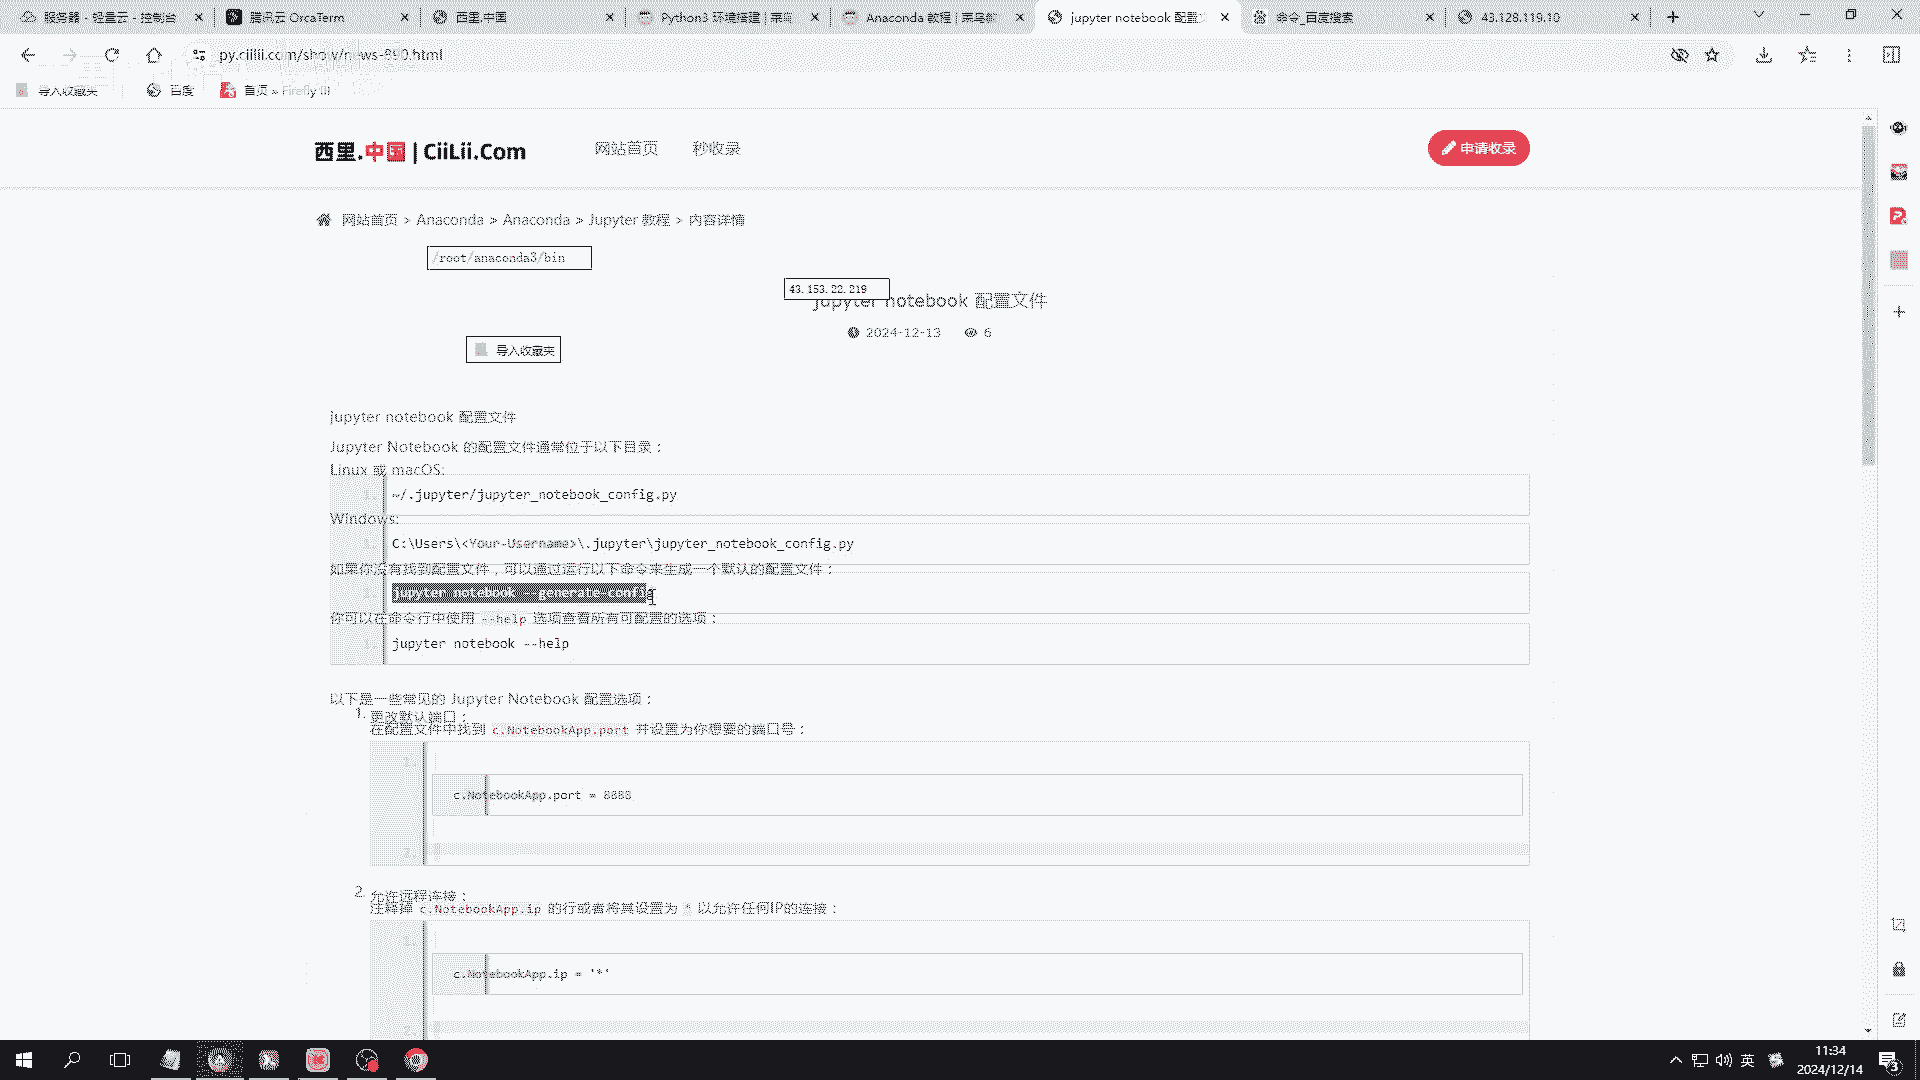 服务器 - 轻量云 - 控制台
腾讯云 OrcaTerm
西里.中国
Python3 环境搭建 | 菜鸟
Anaconda 教程 | 菜鸟教
jupyter notebook 配置文
命令_百度搜索
43.128.119.10
py.ciilii.com/show/news-890.html
导入收藏夹
百度
首页 » Firefly III
西里.中国 | CiiLii.Com
网站首页
秒收录
申请收录
网站首页 > Anaconda > Anaconda > Jupyter 教程 > 内容详情
/root/anaconda3/bin
43.153.22.219
jupyter notebook 配置文件
2024-12-13
6
导入收藏夹
jupyter notebook 配置文件
Jupyter Notebook 的配置文件通常位于以下目录：
Linux 或 macOS:
1.
~/.jupyter/jupyter_notebook_config.py
Windows:
1.
C:\Users\<Your-Username>\.jupyter\jupyter_notebook_config.py
如果你没有找到配置文件，可以通过运行以下命令来生成一个默认的配置文件：
1.
jupyter notebook --generate-config
你可以在命令行中使用 --help 选项查看所有可配置的选项：
1.
jupyter notebook --help
以下是一些常见的 Jupyter Notebook 配置选项：
1. 更改默认端口：
在配置文件中找到 c.NotebookApp.port 并设置为你想要的端口号：
1.
c.NotebookApp.port = 8888
2.
2. 允许远程连接：
注释掉 c.NotebookApp.ip 的行或者将其设置为 * 以允许任何IP的连接：
1.
c.NotebookApp.ip = '*'
2.
英
11:34
2024/12/14
3